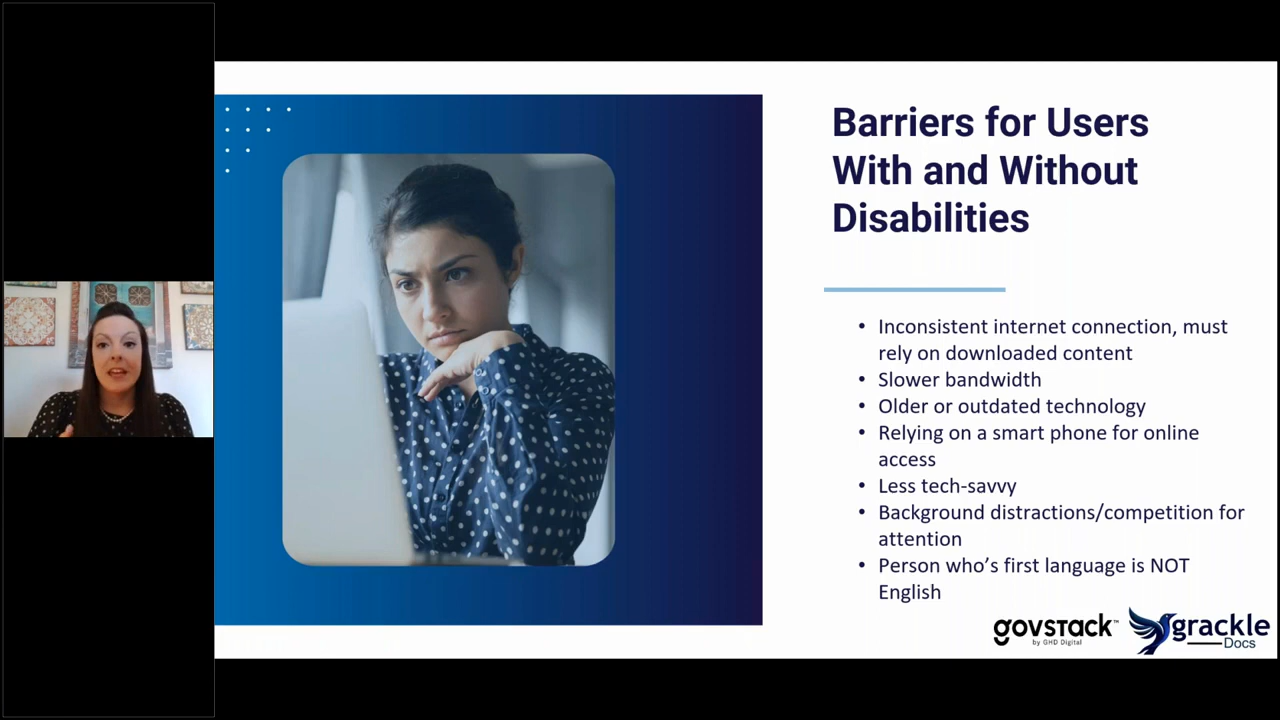 Barriers for Users
With and Without
Disabilities
• Inconsistent internet connection, must
rely on downloaded content
• Slower bandwidth
• Older or outdated technology
• Relying on a smart phone for online
access
• Less tech-savvy
• Background distractions/competition for
attention
• Person who’s first language is NOT
English
govstack™
by GHD Digital
grackle
Docs